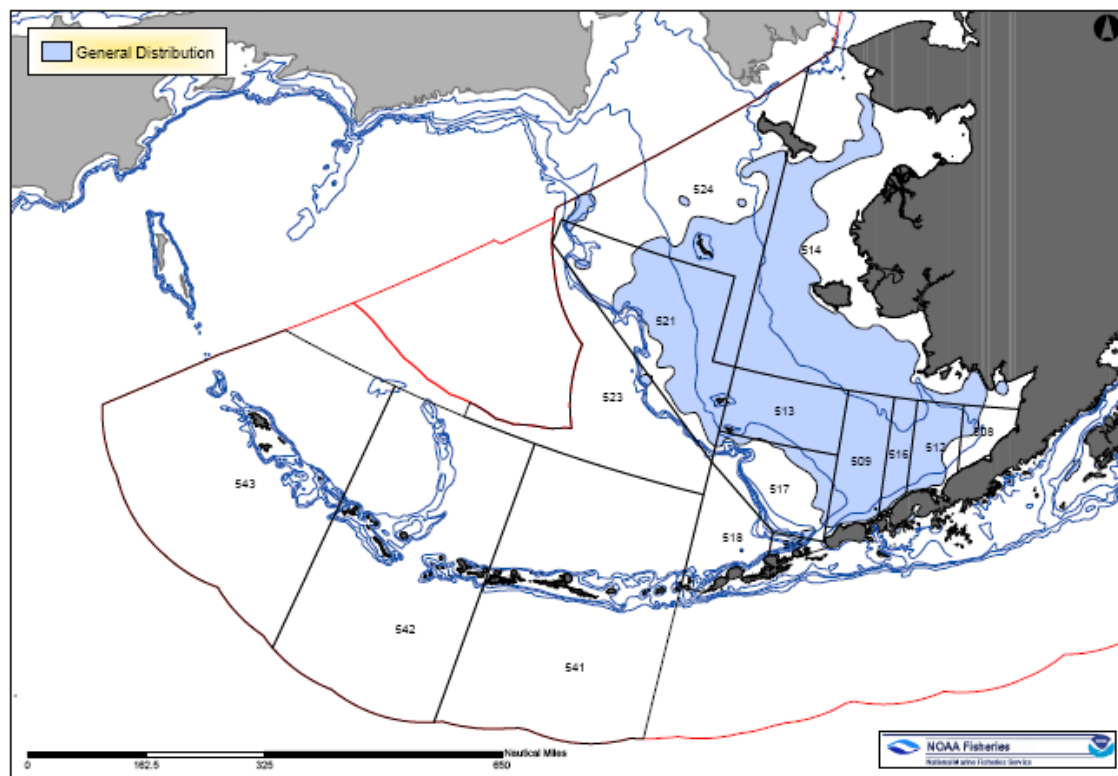 General Distribution
524
514
521
523
513
508
512
516
509
517
543
518
542
541
Nautical Miles
0 162.5 325 650
NOAA Fisheries
National Marine Fisheries Service